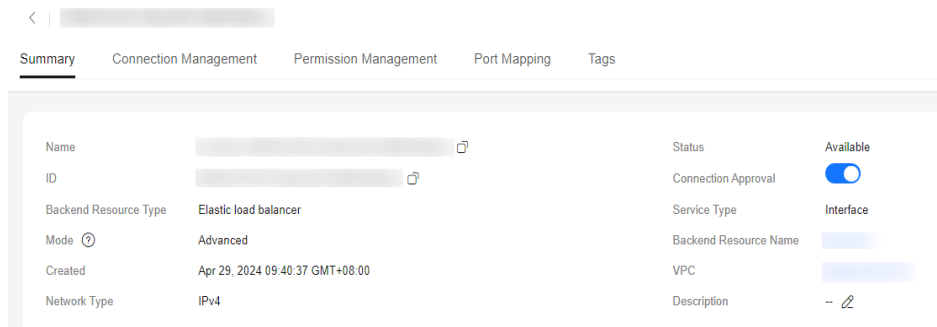 Summary Connection Management Permission Management Port Mapping Tags
Name Status Available
ID Connection Approval
Backend Resource Type Elastic load balancer Service Type Interface
Mode ? Advanced Backend Resource Name
Created Apr 29, 2024 09:40:37 GMT+08:00 VPC
Network Type IPv4 Description --